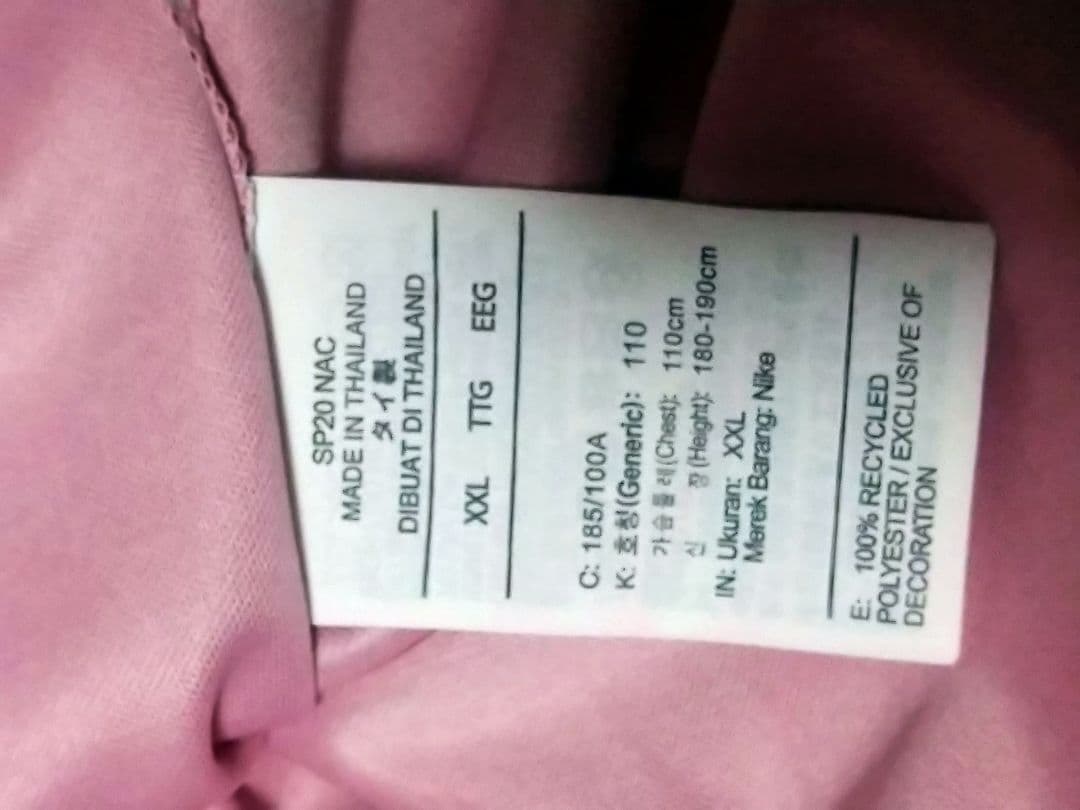 SP20 NAC
MADE IN THAILAND
タイ製
DIBUAT DI THAILAND
XXL TTG EEG
C: 185/100A
K: 호칭(Generic): 110
가슴둘레(Chest): 110cm
신 장(Height): 180-190cm
IN: Ukuran: XXL
Merek Barang: Nike
E: 100% RECYCLED
POLYESTER / EXCLUSIVE OF
DECORATION